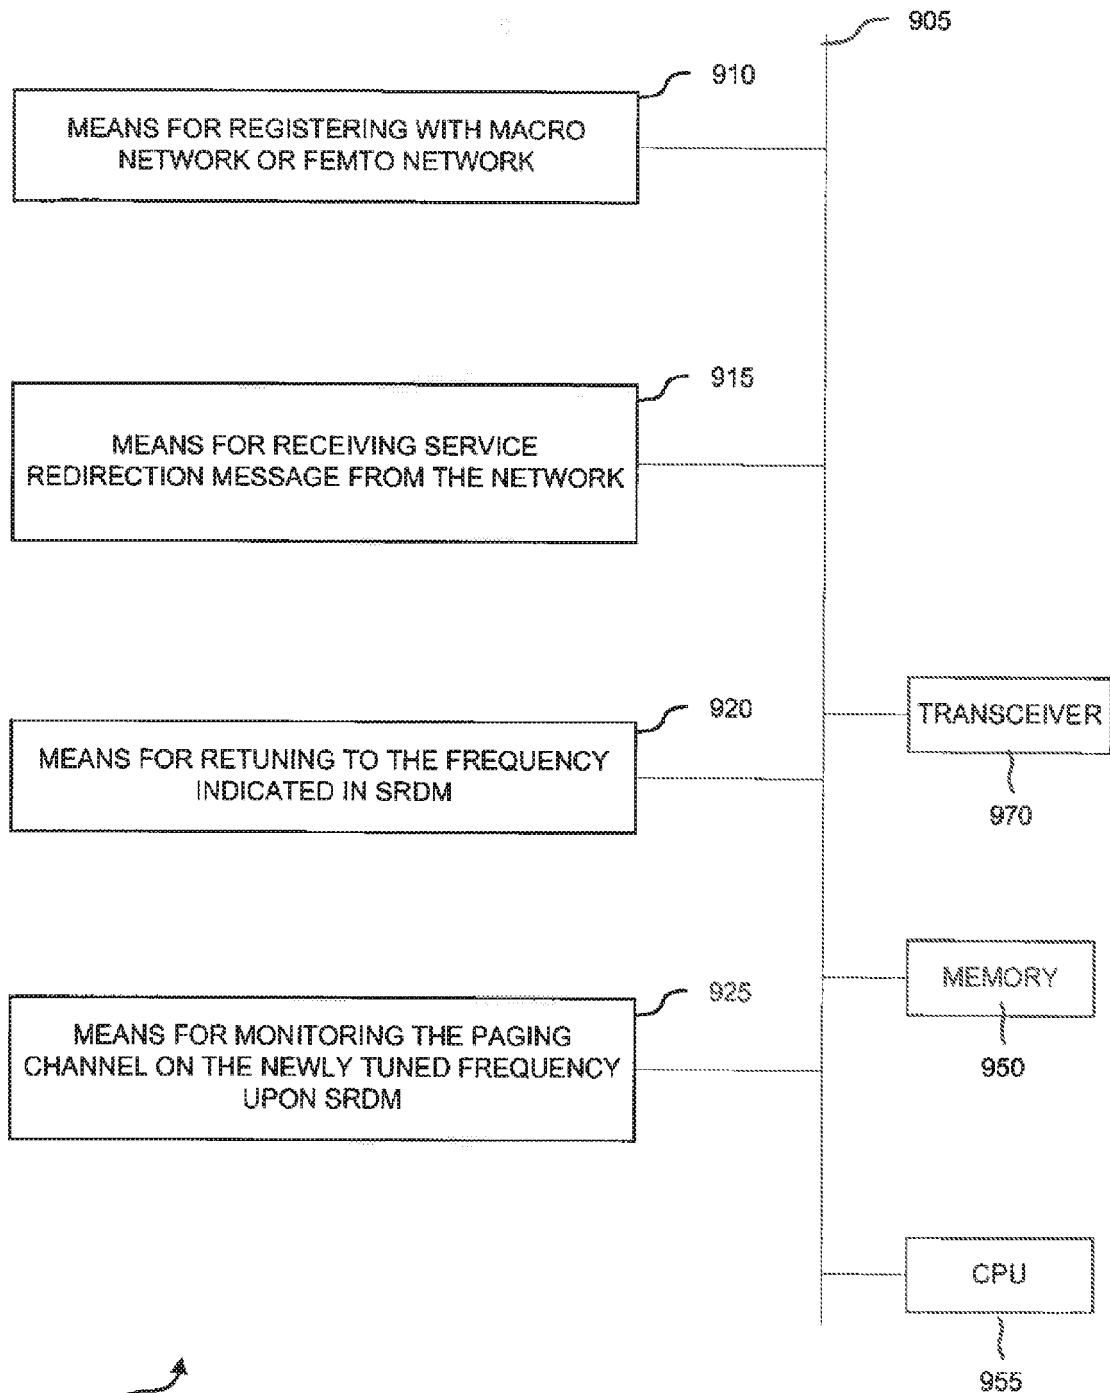 905
910
MEANS FOR REGISTERING WITH MACRO
NETWORK OR FEMTO NETWORK
915
MEANS FOR RECEIVING SERVICE
REDIRECTION MESSAGE FROM THE NETWORK
920
MEANS FOR RETUNING TO THE FREQUENCY
INDICATED IN SRDM
TRANSCEIVER
970
925
MEANS FOR MONITORING THE PAGING
CHANNEL ON THE NEWLY TUNED FREQUENCY
UPON SRDM
MEMORY
950
CPU
955